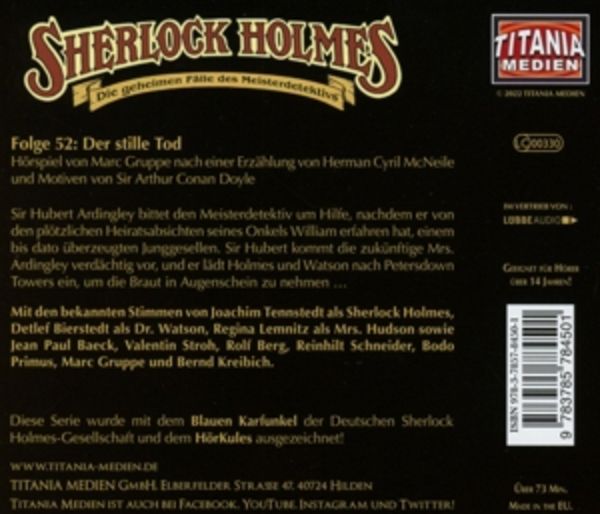 SHERLOCK HOLMES
Die geheimen Fälle des Meisterdetektivs
TITANIA
MEDIEN
© 2022 TITANIA MEDIEN
Folge 52: Der stille Tod
Hörspiel von Marc Gruppe nach einer Erzählung von Herman Cyril McNeile
und Motiven von Sir Arthur Conan Doyle
LC 00330
IM VERTRIEB VON :
LÜBBE AUDIO
Sir Hubert Ardingley bittet den Meisterdetektiv um Hilfe, nachdem er von
den plötzlichen Heiratsabsichten seines Onkels William erfahren hat, einem
bis dato überzeugten Junggesellen. Sir Hubert kommt die zukünftige Mrs.
Ardingley verdächtig vor, und er lädt Holmes und Watson nach Petersdown
Towers ein, um die Braut in Augenschein zu nehmen ...
GEEIGNET FÜR HÖRER
ÜBER 14 JAHREN!
Mit den bekannten Stimmen von Joachim Tennstedt als Sherlock Holmes,
Detlef Bierstedt als Dr. Watson, Regina Lemnitz als Mrs. Hudson sowie
Jean Paul Baeck, Valentin Stroh, Rolf Berg, Reinhilt Schneider, Bodo
Primus, Marc Gruppe und Bernd Kreibich.
ISBN 978-3-7857-8450-1
9 783785 784501
Diese Serie wurde mit dem Blauen Karfunkel der Deutschen Sherlock
Holmes-Gesellschaft und dem HörKules ausgezeichnet!
WWW.TITANIA-MEDIEN.DE
TITANIA MEDIEN GMBH. ELBERFELDER STRASSE 47. 40724 HILDEN
TITANIA MEDIEN IST AUCH BEI FACEBOOK, YOUTUBE, INSTAGRAM UND TWITTER!
ÜBER 73 MIN.
MADE IN THE EU.